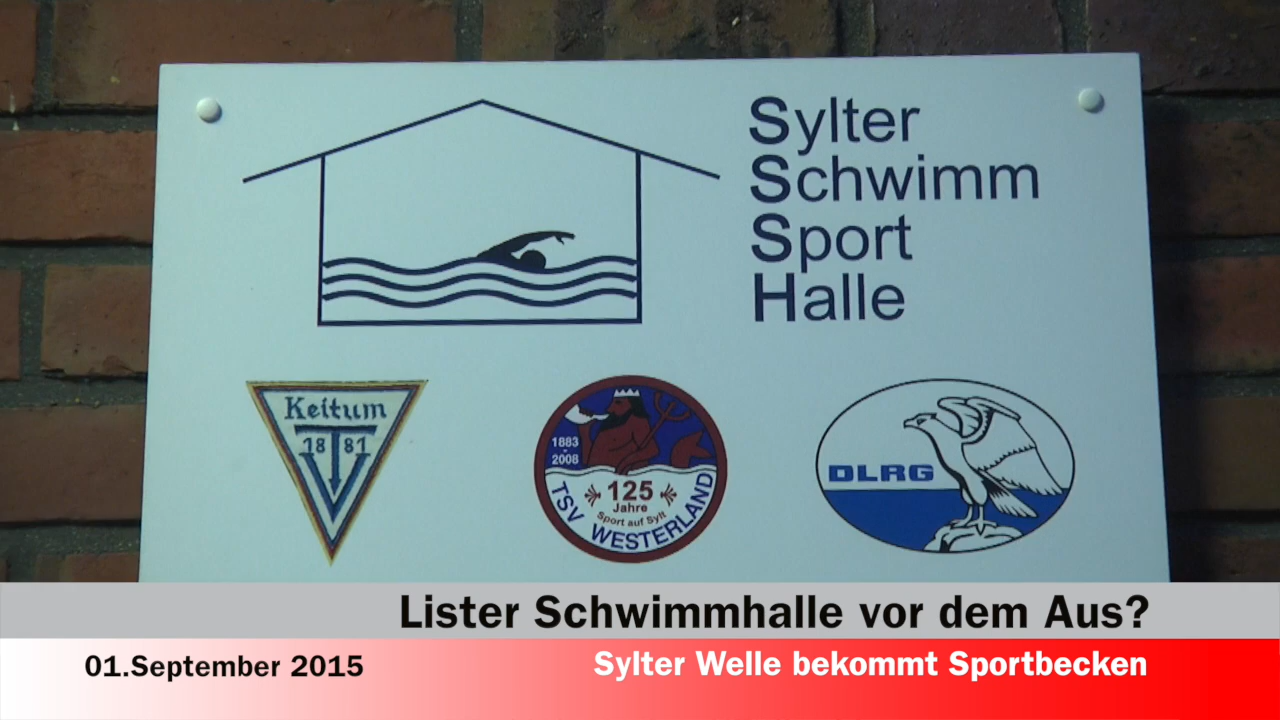 Sylter
Schwimm
Sport
Halle
Keitum
18 81
TV
1883
-
2008
125
Jahre
Sport auf Sylt
TSV WESTERLAND
DLRG
Lister Schwimmhalle vor dem Aus?
01.September 2015
Sylter Welle bekommt Sportbecken